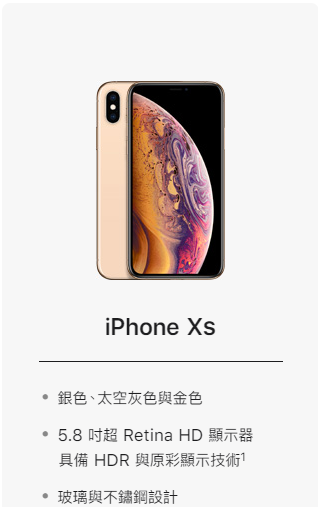 iPhone Xs
銀色、太空灰色與金色
5.8 吋超 Retina HD 顯示器
具備 HDR 與原彩顯示技術¹
玻璃與不鏽鋼設計